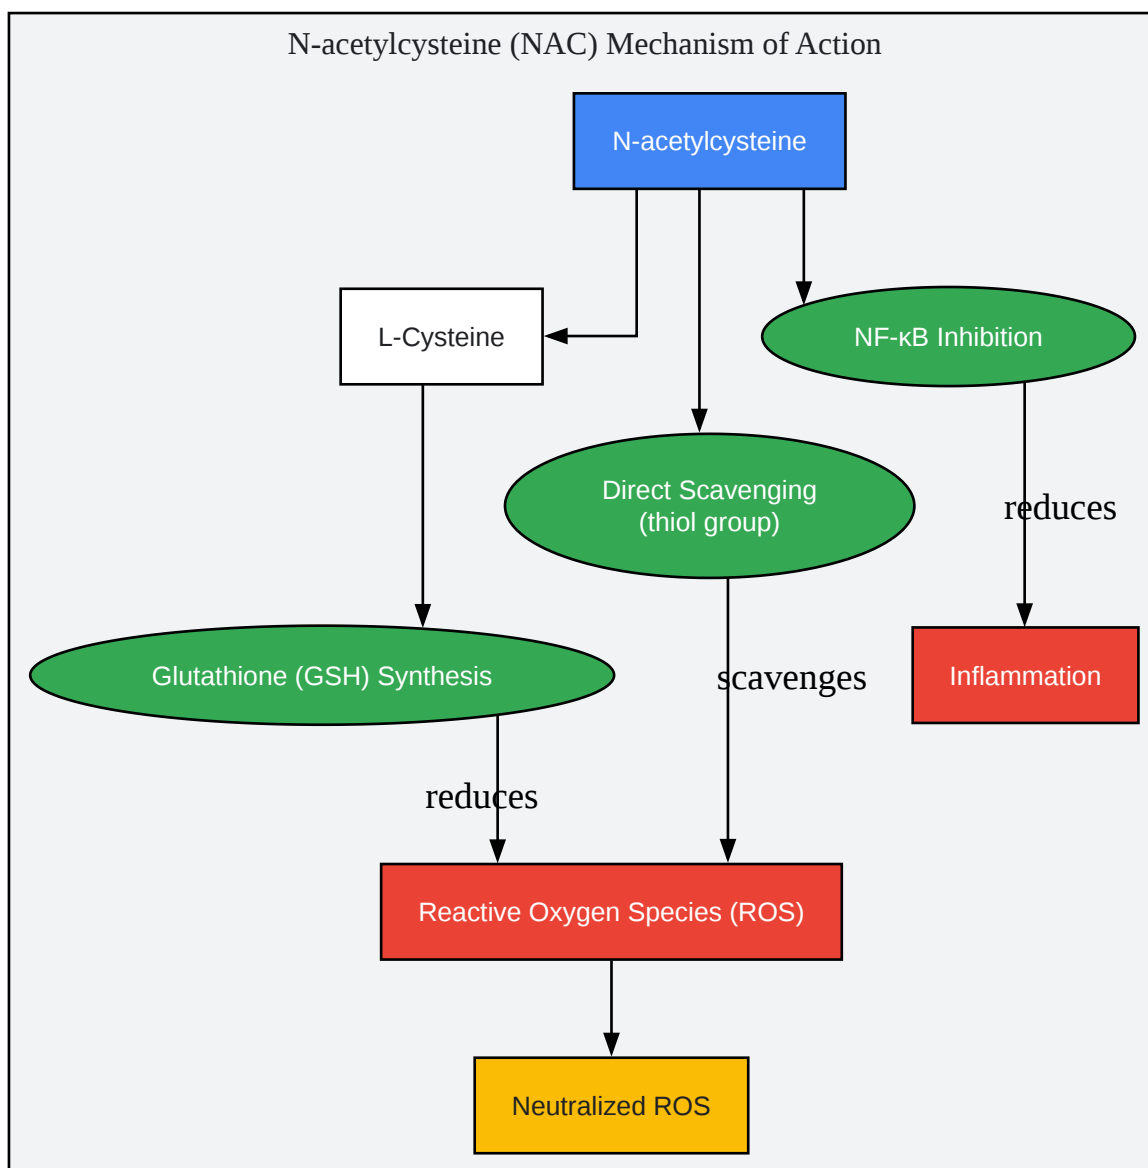 N-acetylcysteine (NAC) Mechanism of Action
N-acetylcysteine
L-Cysteine
NF-κB Inhibition
Direct Scavenging
(thiol group)
reduces
Glutathione (GSH) Synthesis
scavenges
Inflammation
reduces
Reactive Oxygen Species (ROS)
Neutralized ROS